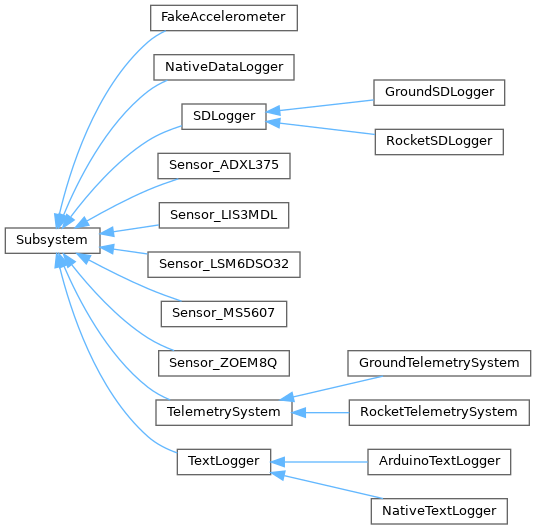 FakeAccelerometer
NativeDataLogger
SDLogger
GroundSDLogger
RocketSDLogger
Sensor_ADXL375
Sensor_LIS3MDL
Subsystem
Sensor_LSM6DSO32
Sensor_MS5607
Sensor_ZOEM8Q
GroundTelemetrySystem
TelemetrySystem
RocketTelemetrySystem
TextLogger
ArduinoTextLogger
NativeTextLogger